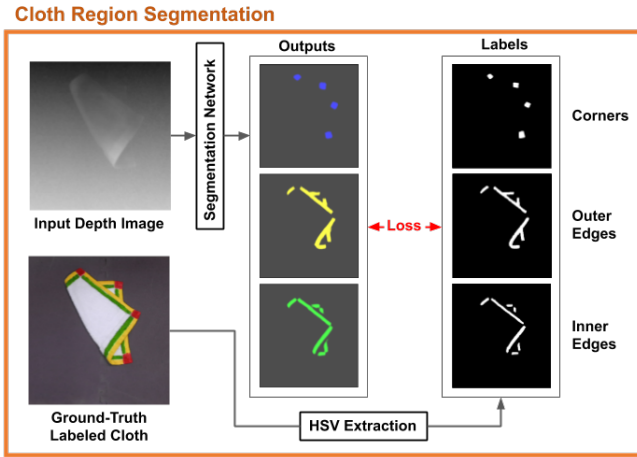 Cloth Region Segmentation
Outputs
Labels
Segmentation Network
Input Depth Image
Corners
Outer
Edges
Loss
Inner
Edges
Ground-Truth
Labeled Cloth
HSV Extraction